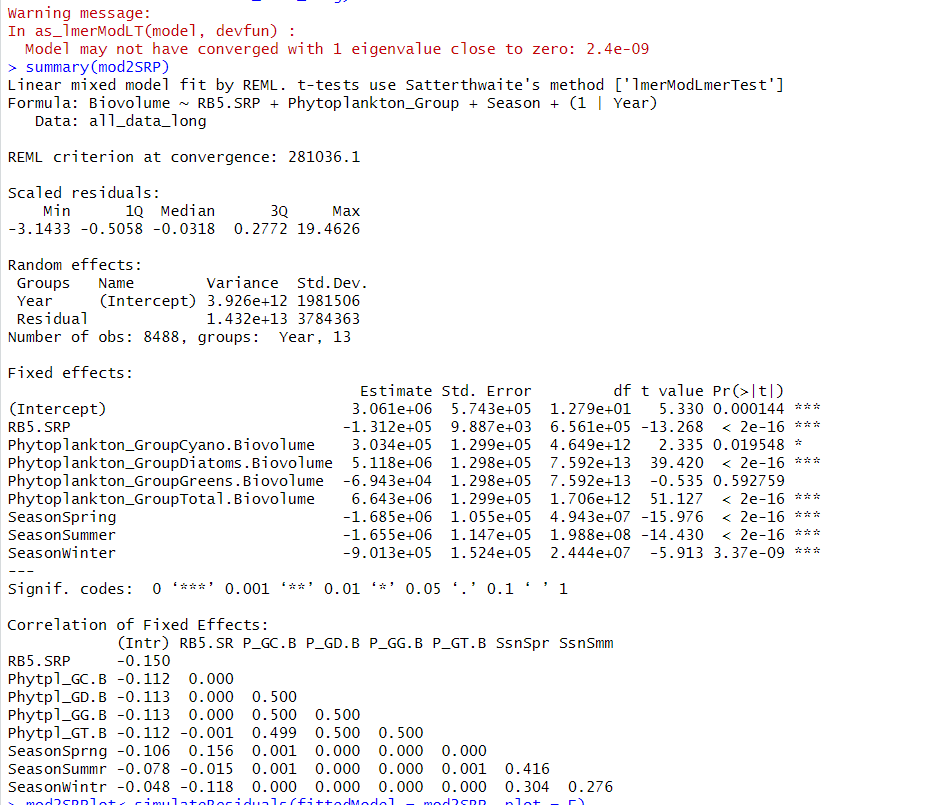 Warning message:
In as_lmerModLT(model, devfun) :
  Model may not have converged with 1 eigenvalue close to zero: 2.4e-09
> summary(mod2SRP)
Linear mixed model fit by REML. t-tests use Satterthwaite's method ['lmerModLmerTest']
Formula: Biovolume ~ RB5.SRP + Phytoplankton_Group + Season + (1 | Year)
   Data: all_data_long

REML criterion at convergence: 281036.1

Scaled residuals:
    Min      1Q  Median      3Q     Max
-3.1433 -0.5058 -0.0318  0.2772 19.4626

Random effects:
 Groups   Name        Variance  Std.Dev.
 Year     (Intercept) 3.926e+12 1981506
 Residual             1.432e+13 3784363
Number of obs: 8488, groups:  Year, 13

Fixed effects:
                                      Estimate Std. Error         df t value Pr(>|t|)
(Intercept)                          3.061e+06  5.743e+05  1.279e+01   5.330 0.000144 ***
RB5.SRP                             -1.312e+05  9.887e+03  6.561e+05 -13.268  < 2e-16 ***
Phytoplankton_GroupCyano.Biovolume   3.034e+05  1.299e+05  4.649e+12   2.335 0.019548 *
Phytoplankton_GroupDiatoms.Biovolume  5.118e+06  1.298e+05  7.592e+13  39.420  < 2e-16 ***
Phytoplankton_GroupGreens.Biovolume -6.943e+04  1.298e+05  7.592e+13  -0.535 0.592759
Phytoplankton_GroupTotal.Biovolume   6.643e+06  1.299e+05  1.706e+12  51.127  < 2e-16 ***
SeasonSpring                        -1.685e+06  1.055e+05  4.943e+07 -15.976  < 2e-16 ***
SeasonSummer                        -1.655e+06  1.147e+05  1.988e+08 -14.430  < 2e-16 ***
SeasonWinter                        -9.013e+05  1.524e+05  2.444e+07  -5.913 3.37e-09 ***
---
Signif. codes:  0 ‘***’ 0.001 ‘**’ 0.01 ‘*’ 0.05 ‘.’ 0.1 ‘ ’ 1

Correlation of Fixed Effects:
            (Intr) RB5.SR P_GC.B P_GD.B P_GG.B P_GT.B SsnSpr SsnSmm
RB5.SRP     -0.150
Phytpl_GC.B -0.112  0.000
Phytpl_GD.B -0.113  0.000  0.500
Phytpl_GG.B -0.113  0.000  0.500  0.500
Phytpl_GT.B -0.112 -0.001  0.499  0.500  0.500
SeasonSprng -0.106  0.156  0.001  0.000  0.000  0.000
SeasonSummr -0.078 -0.015  0.001  0.000  0.000  0.001  0.416
SeasonWintr -0.048 -0.118  0.000  0.000  0.000  0.000  0.304  0.276
> mod2SRPPlot< simulateResiduals(fittedModel = mod2SRP, plot = F)